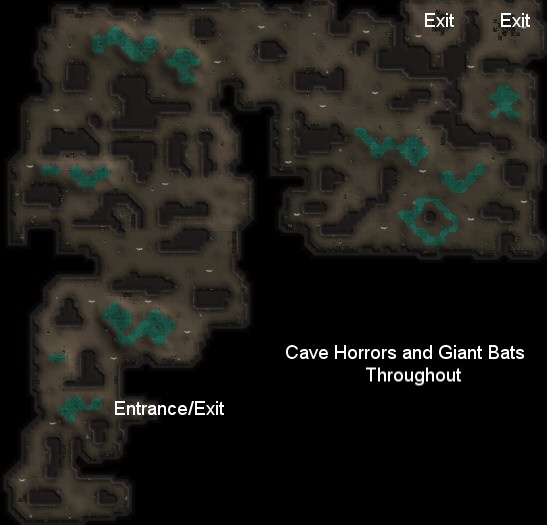 Exit
Exit
Cave Horrors and Giant Bats
Throughout
Entrance/Exit